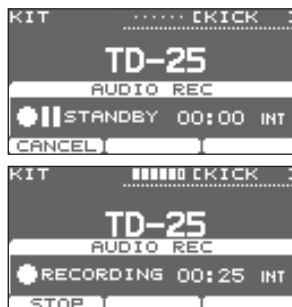 KIT [KICK ]
TD-25
AUDIO REC
STANDBY 00:00 INT
CANCEL
KIT [KICK ]
TD-25
AUDIO REC
RECORDING 00:25 INT
STOP